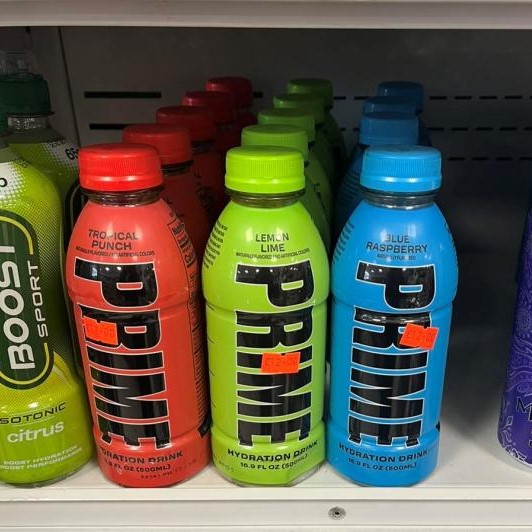 BOOST
SPORT
ISOTONIC
citrus
TROPICAL
PUNCH
PRIME
HYDRATION DRINK
16.9 FL OZ (500ML)
LEMON
LIME
PRIME
HYDRATION DRINK
16.9 FL OZ (500ML)
BLUE
RASPBERRY
PRIME
HYDRATION DRINK
16.9 FL OZ (500ML)